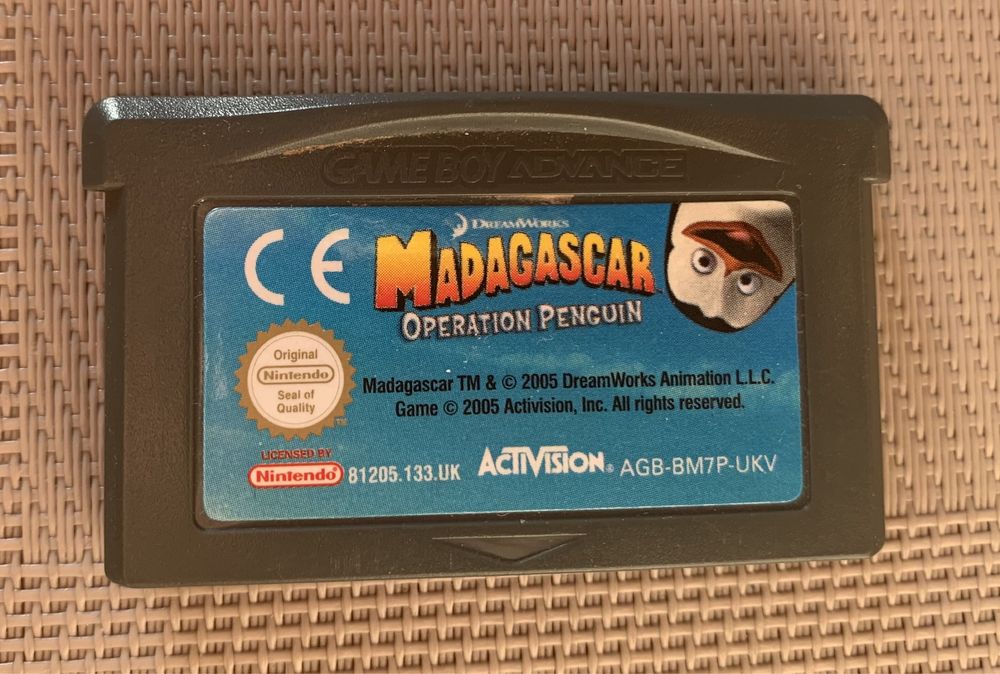 GAME BOY ADVANCE
CE
DREAMWORKS
MADAGASCAR
OPERATION PENGUIN
Original
Nintendo
Seal of
Quality
TM
Madagascar TM & © 2005 DreamWorks Animation L.L.C.
Game © 2005 Activision, Inc. All rights reserved.
LICENSED BY
Nintendo®
81205.133.UK
ACTIVISION®
AGB-BM7P-UKV